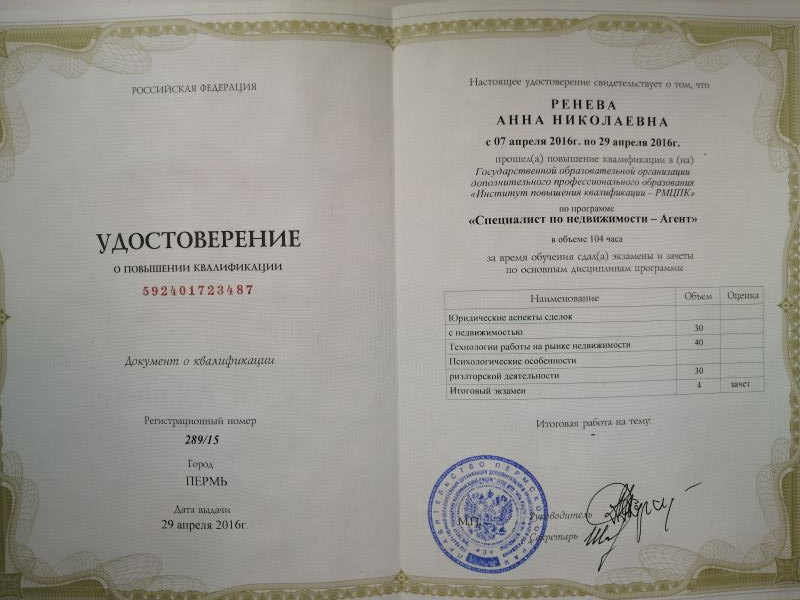 РОССИЙСКАЯ ФЕДЕРАЦИЯ
УДОСТОВЕРЕНИЕ
О ПОВЫШЕНИИ КВАЛИФИКАЦИИ
592401723487
Документ о квалификации
Регистрационный номер
289/15
Город
ПЕРМЬ
Дата выдачи
29 апреля 2016г
Настоящее удостоверение свидетельствует о том, что
РЕНЕВА
АННА НИКОЛАЕВНА
с 07 апреля 2016г. по 29 апреля 2016г.
прошел(а) повышение квалификации в (на)
Государственной образовательной организации
дополнительного профессионального образования
«Институт повышения квалификации – РМЦПК»
по программе
«Специалист по недвижимости – Агент»
в объеме 104 часа
за время обучения сдал(а) экзамены и зачеты
по основным дисциплинам программы
Наименование Объем Оценка
Юридические аспекты сделок
с недвижимостью 30
Технологии работы на рынке недвижимости 40
Психологические особенности
риэлторской деятельности 30
Итоговый экзамен 4 зачет
Итоговая работа на тему:
-
ПРАВИТЕЛЬСТВО ПЕРМСКОГО КРАЯ
М.П.
Руководитель
Секретарь